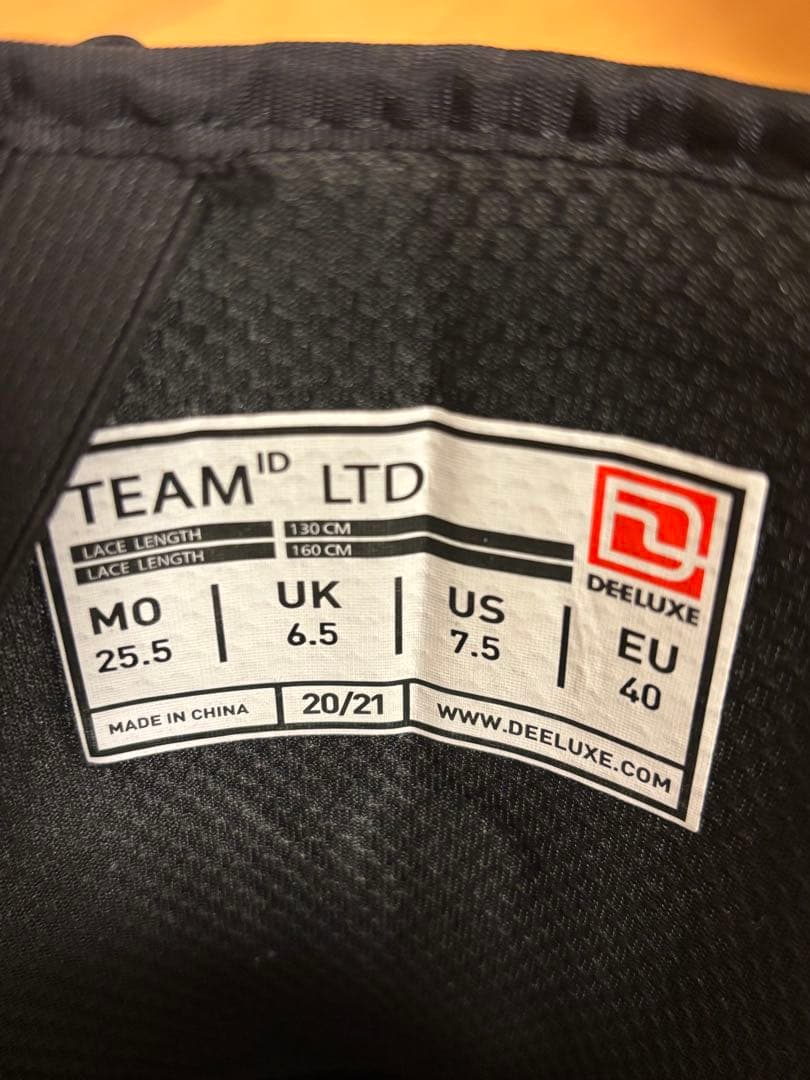 TEAM ID LTD
LACE LENGTH 130 CM
LACE LENGTH 160 CM
DEELUXE
MO UK US EU
25.5 6.5 7.5 40
MADE IN CHINA 20/21 WWW.DEELUXE.COM